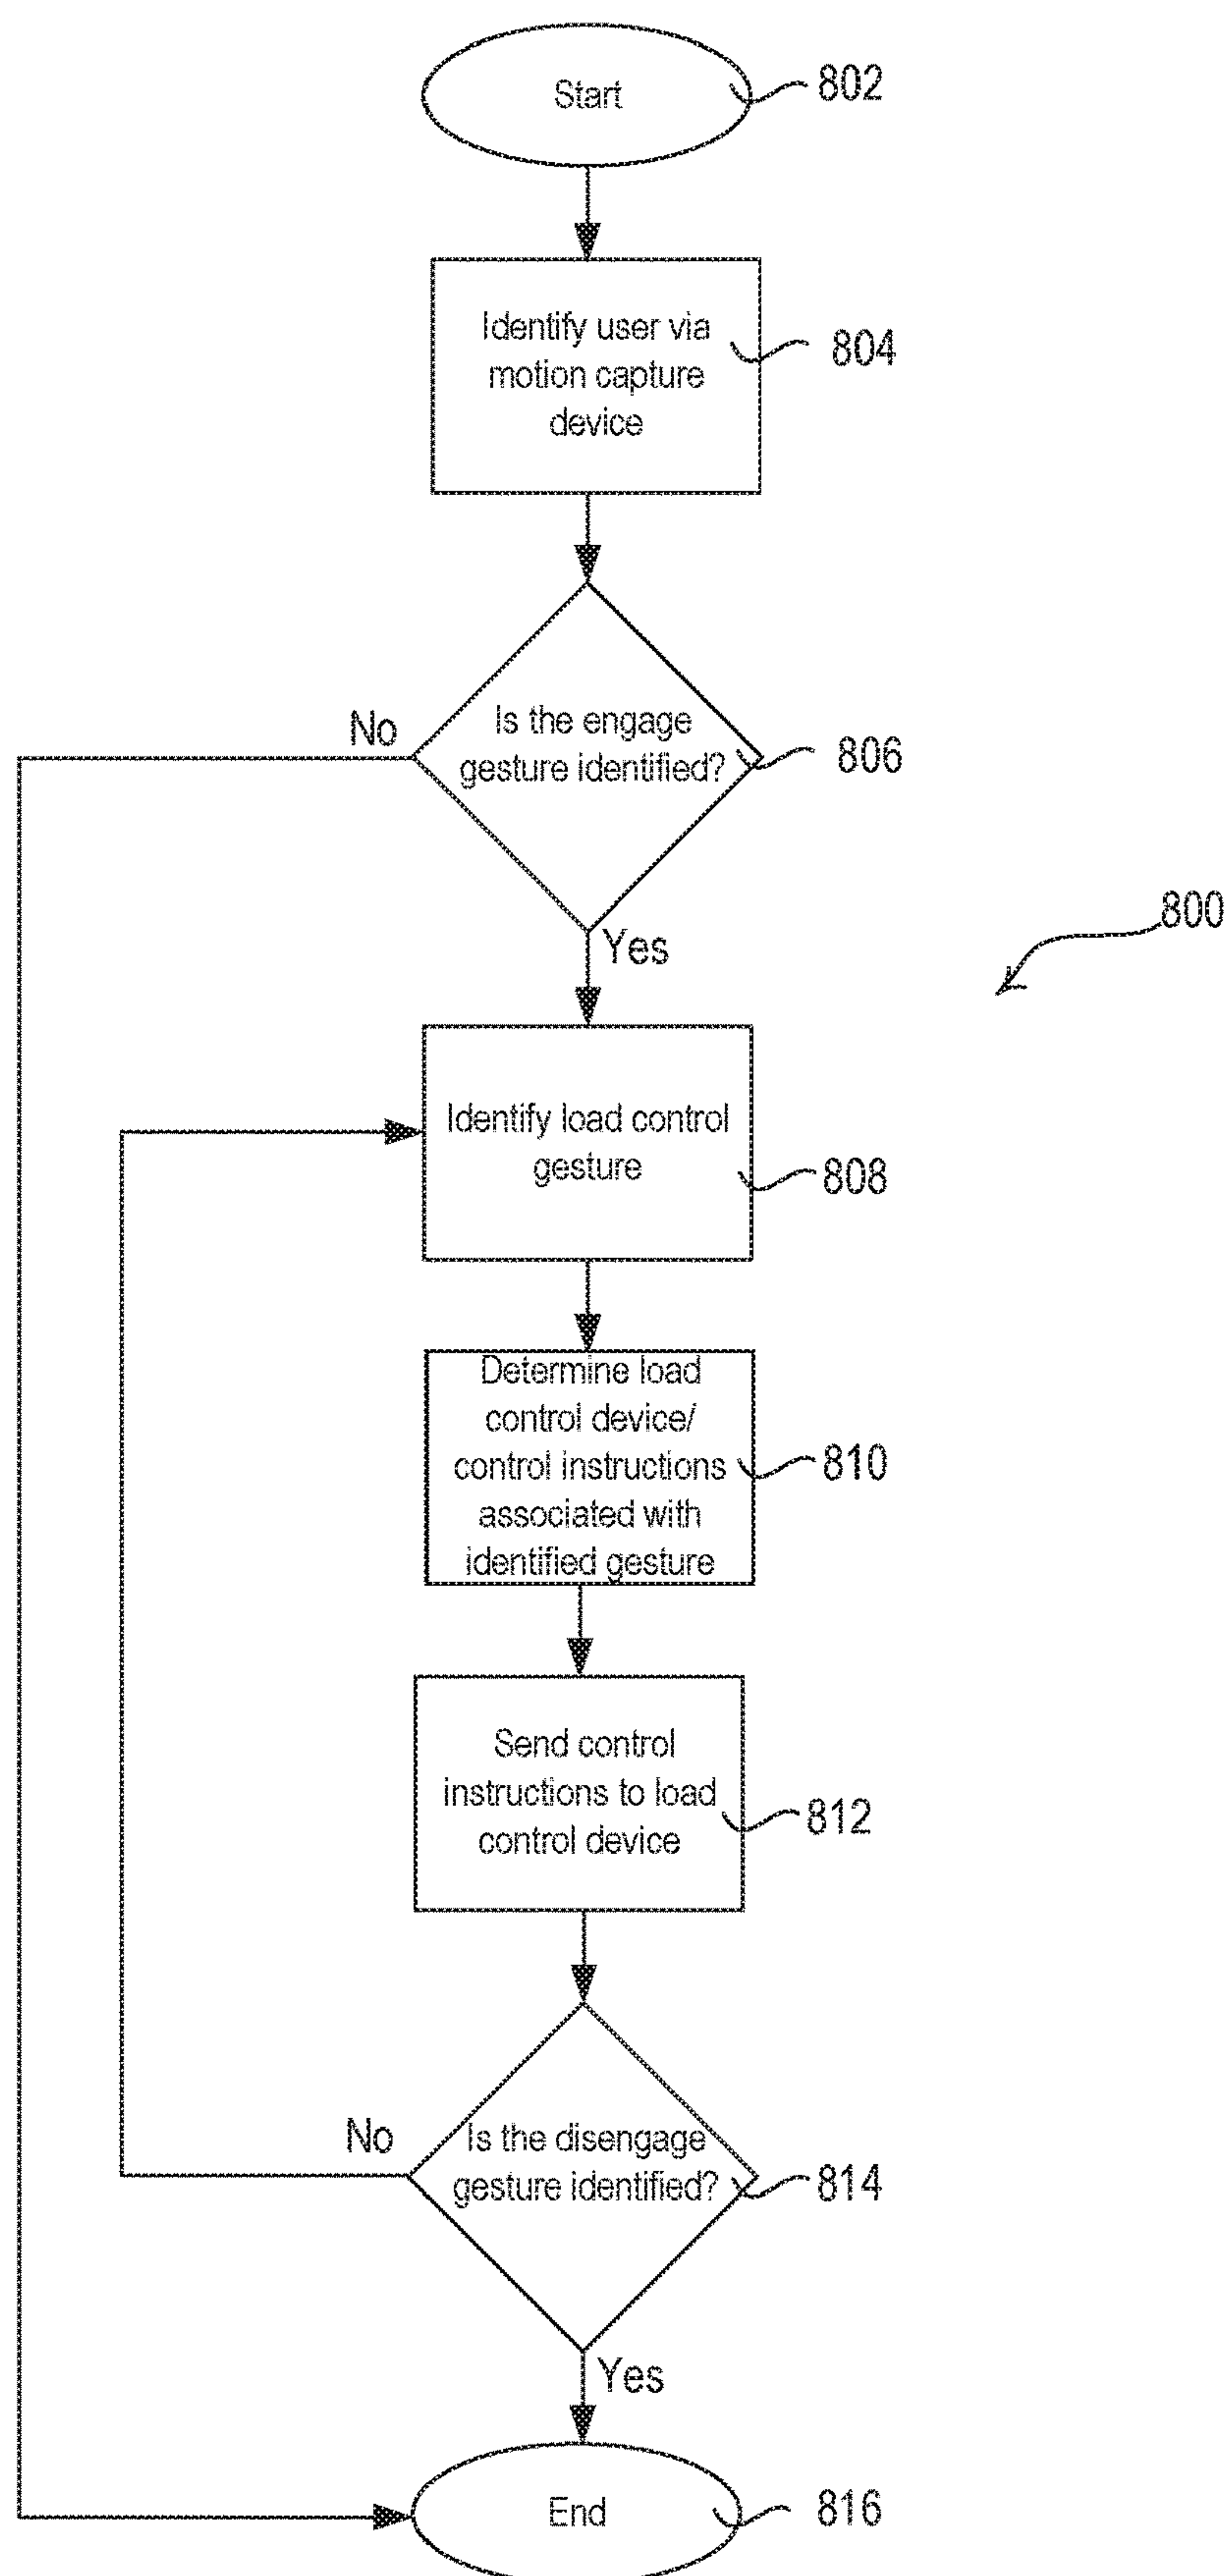 Start
802
Identify user via
motion capture
device
804
No
Is the engage
gesture identified?
806
Yes
800
Identify load control
gesture
808
Determine load
control device/
control instructions
associated with
identified gesture
810
Send control
instructions to load
control device
812
No
Is the disengage
gesture identified?
814
Yes
End
816